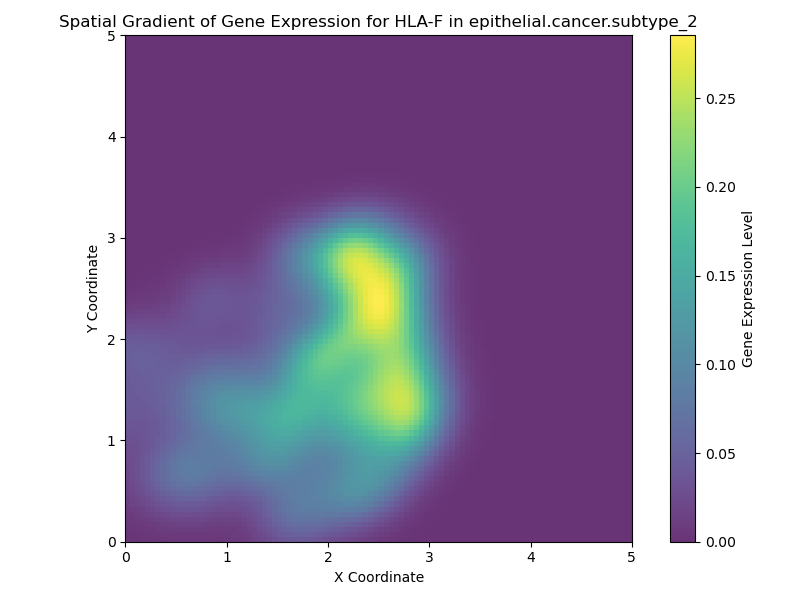 Spatial Gradient of Gene Expression for HLA-F in epithelial.cancer.subtype_2
5
4
3
2
1
0
Y Coordinate
0 1 2 3 4 5
X Coordinate
0.25
0.20
0.15
0.10
0.05
0.00
Gene Expression Level